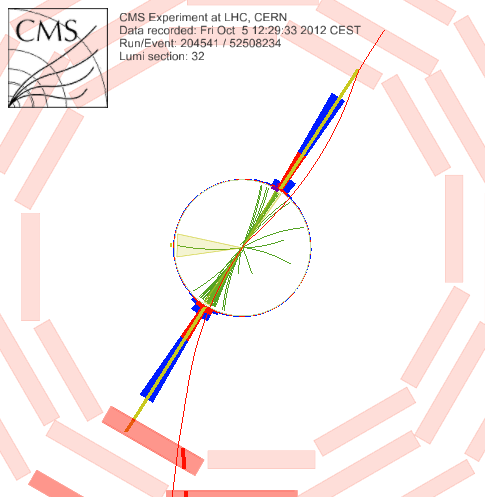 CMS
CMS Experiment at LHC, CERN
Data recorded: Fri Oct 5 12:29:33 2012 CEST
Run/Event: 204541 / 52508234
Lumi section: 32